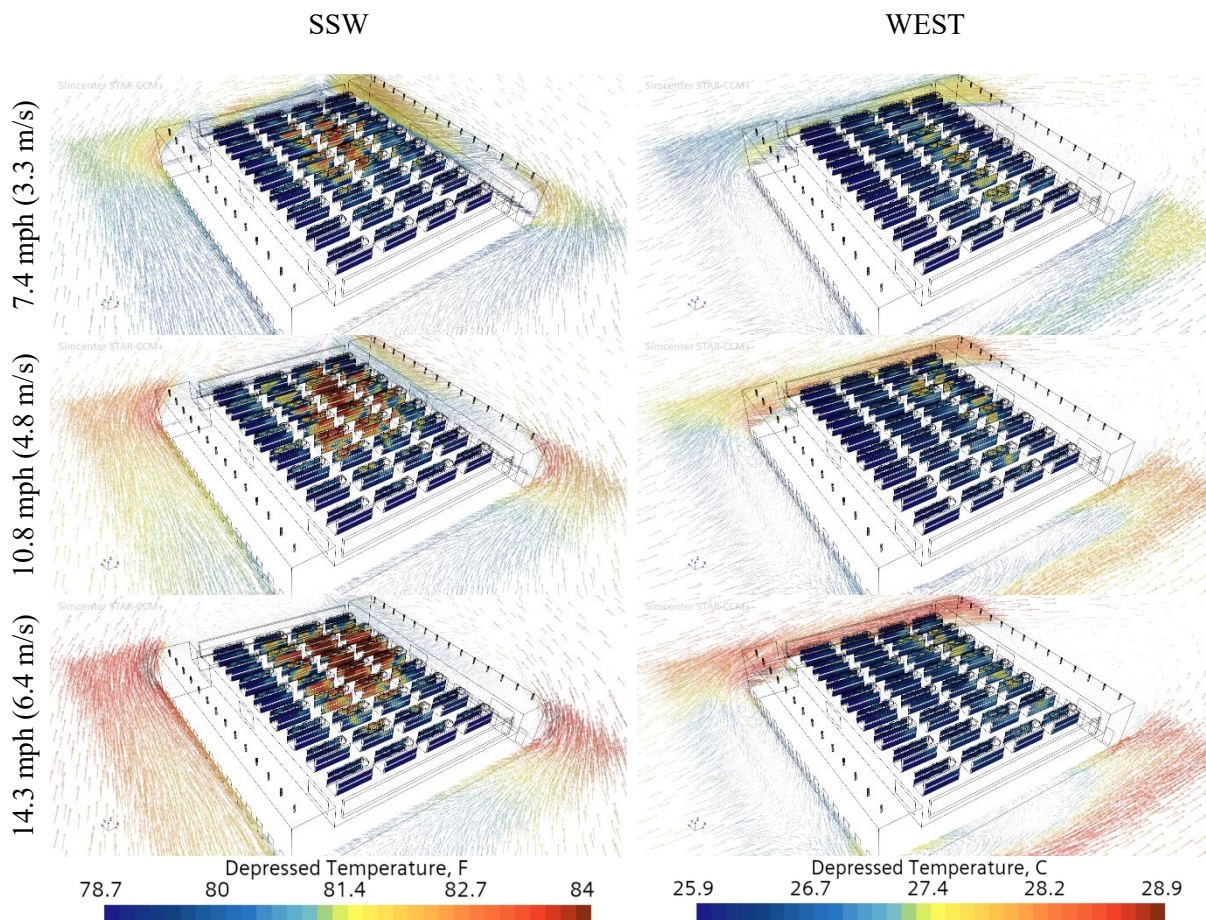 SSW WEST
7.4 mph (3.3 m/s)
Simcenter STAR-CCM+ Simcenter STAR-CCM+
10.8 mph (4.8 m/s)
Simcenter STAR-CCM+ Simcenter STAR-CCM+
14.3 mph (6.4 m/s)
Simcenter STAR-CCM+ Simcenter STAR-CCM+
Depressed Temperature, F Depressed Temperature, C
78.7 80 81.4 82.7 84 25.9 26.7 27.4 28.2 28.9